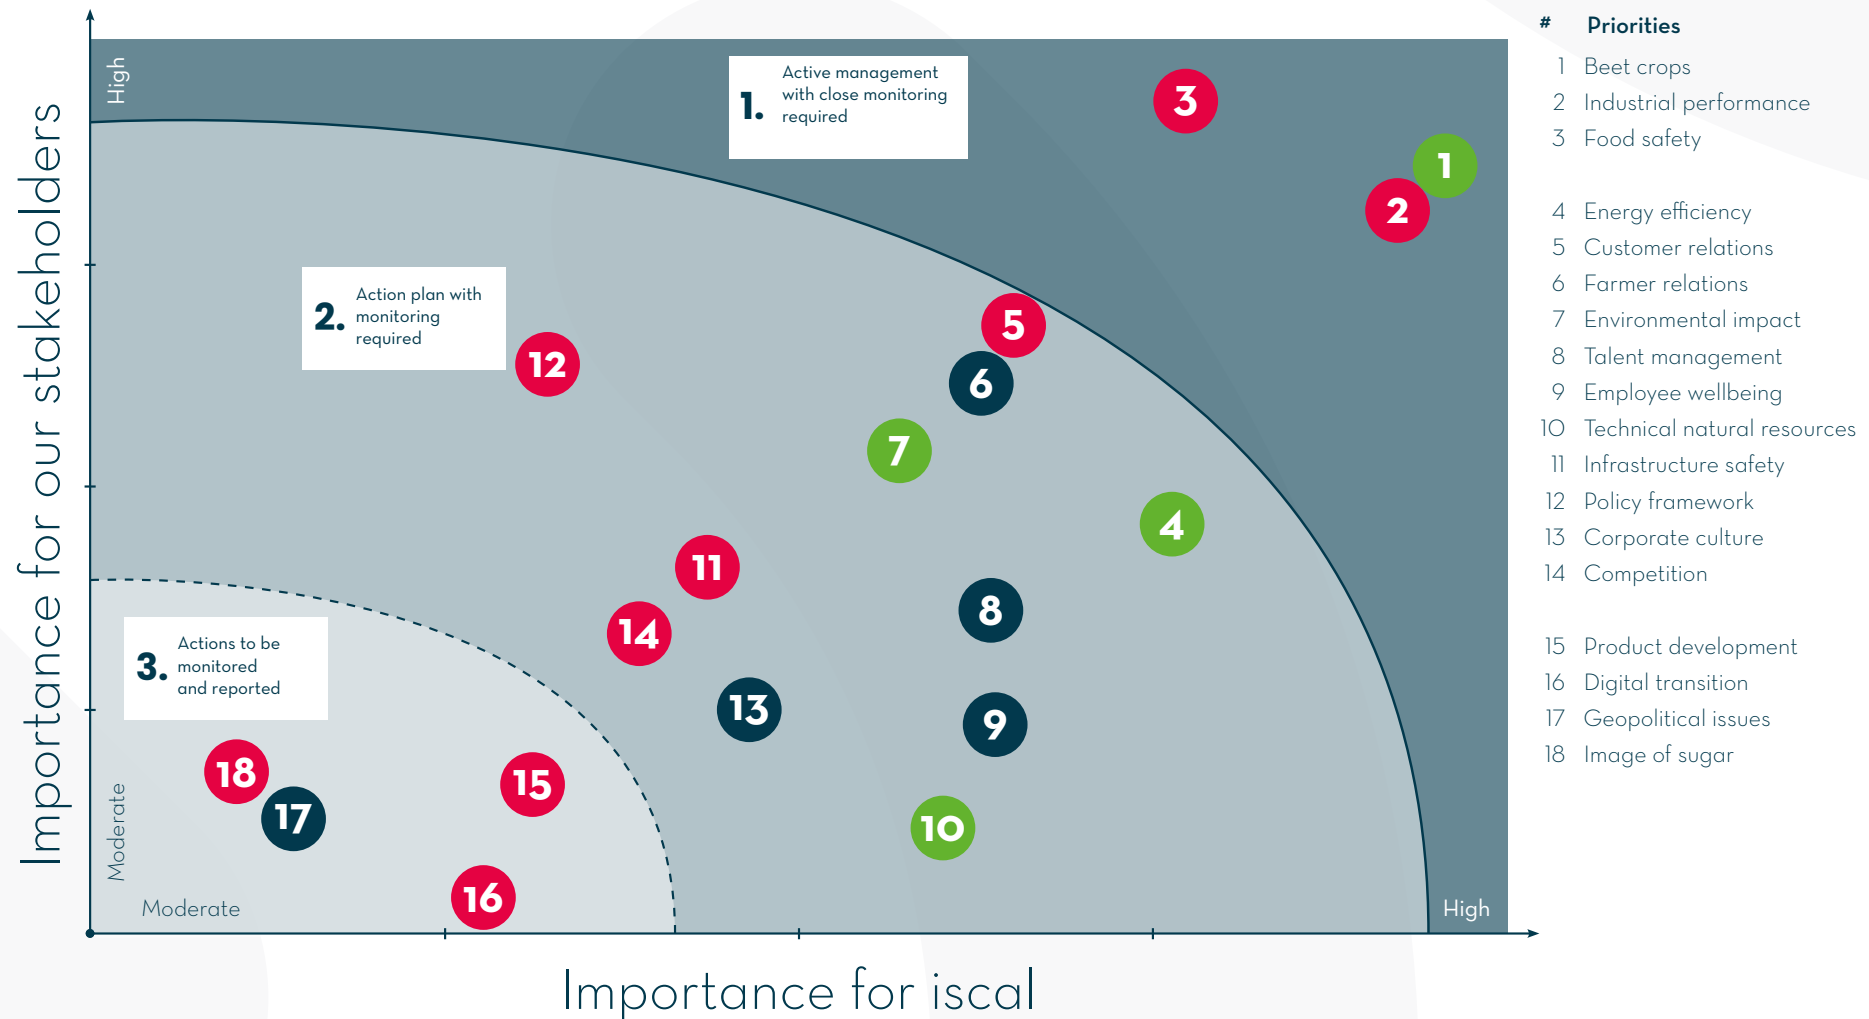 High
Importance for our stakeholders
Moderate
1.
Active management
with close monitoring
required
2.
Action plan with
monitoring
required
3.
Actions to be
monitored
and reported
3
1
2
5
12
6
7
4
11
8
14
13
9
18
15
17
10
16
Moderate
High
Importance for iscal
# Priorities
1 Beet crops
2 Industrial performance
3 Food safety
4 Energy efficiency
5 Customer relations
6 Farmer relations
7 Environmental impact
8 Talent management
9 Employee wellbeing
10 Technical natural resources
11 Infrastructure safety
12 Policy framework
13 Corporate culture
14 Competition
15 Product development
16 Digital transition
17 Geopolitical issues
18 Image of sugar